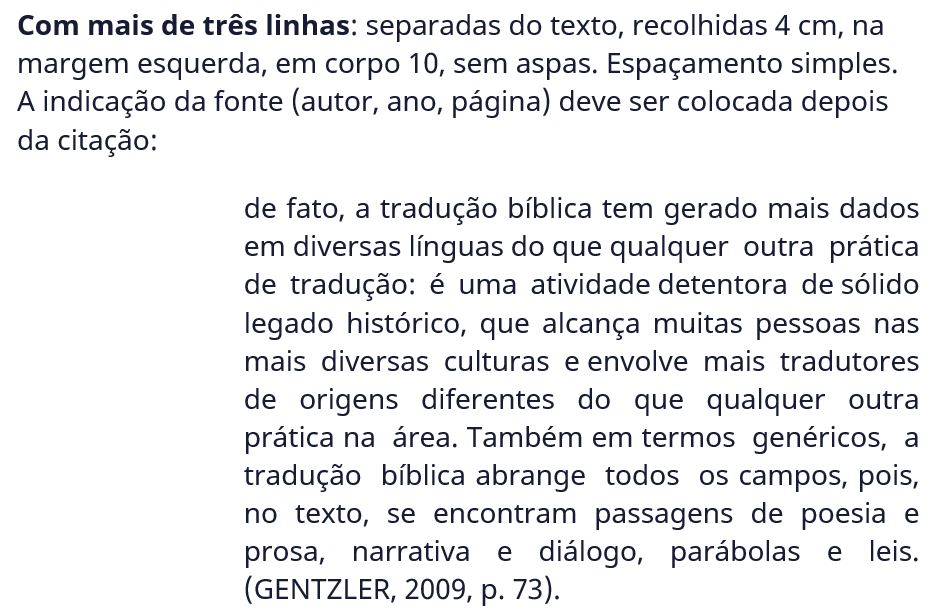 Com mais de três linhas: separadas do texto, recolhidas 4 cm, na
margem esquerda, em corpo 10, sem aspas. Espaçamento simples.
A indicação da fonte (autor, ano, página) deve ser colocada depois
da citação:
de fato, a tradução bíblica tem gerado mais dados
em diversas línguas do que qualquer outra prática
de tradução: é uma atividade detentora de sólido
legado histórico, que alcança muitas pessoas nas
mais diversas culturas e envolve mais tradutores
de origens diferentes do que qualquer outra
prática na área. Também em termos genéricos, a
tradução bíblica abrange todos os campos, pois,
no texto, se encontram passagens de poesia e
prosa, narrativa e diálogo, parábolas e leis.
(GENTZLER, 2009, p. 73).